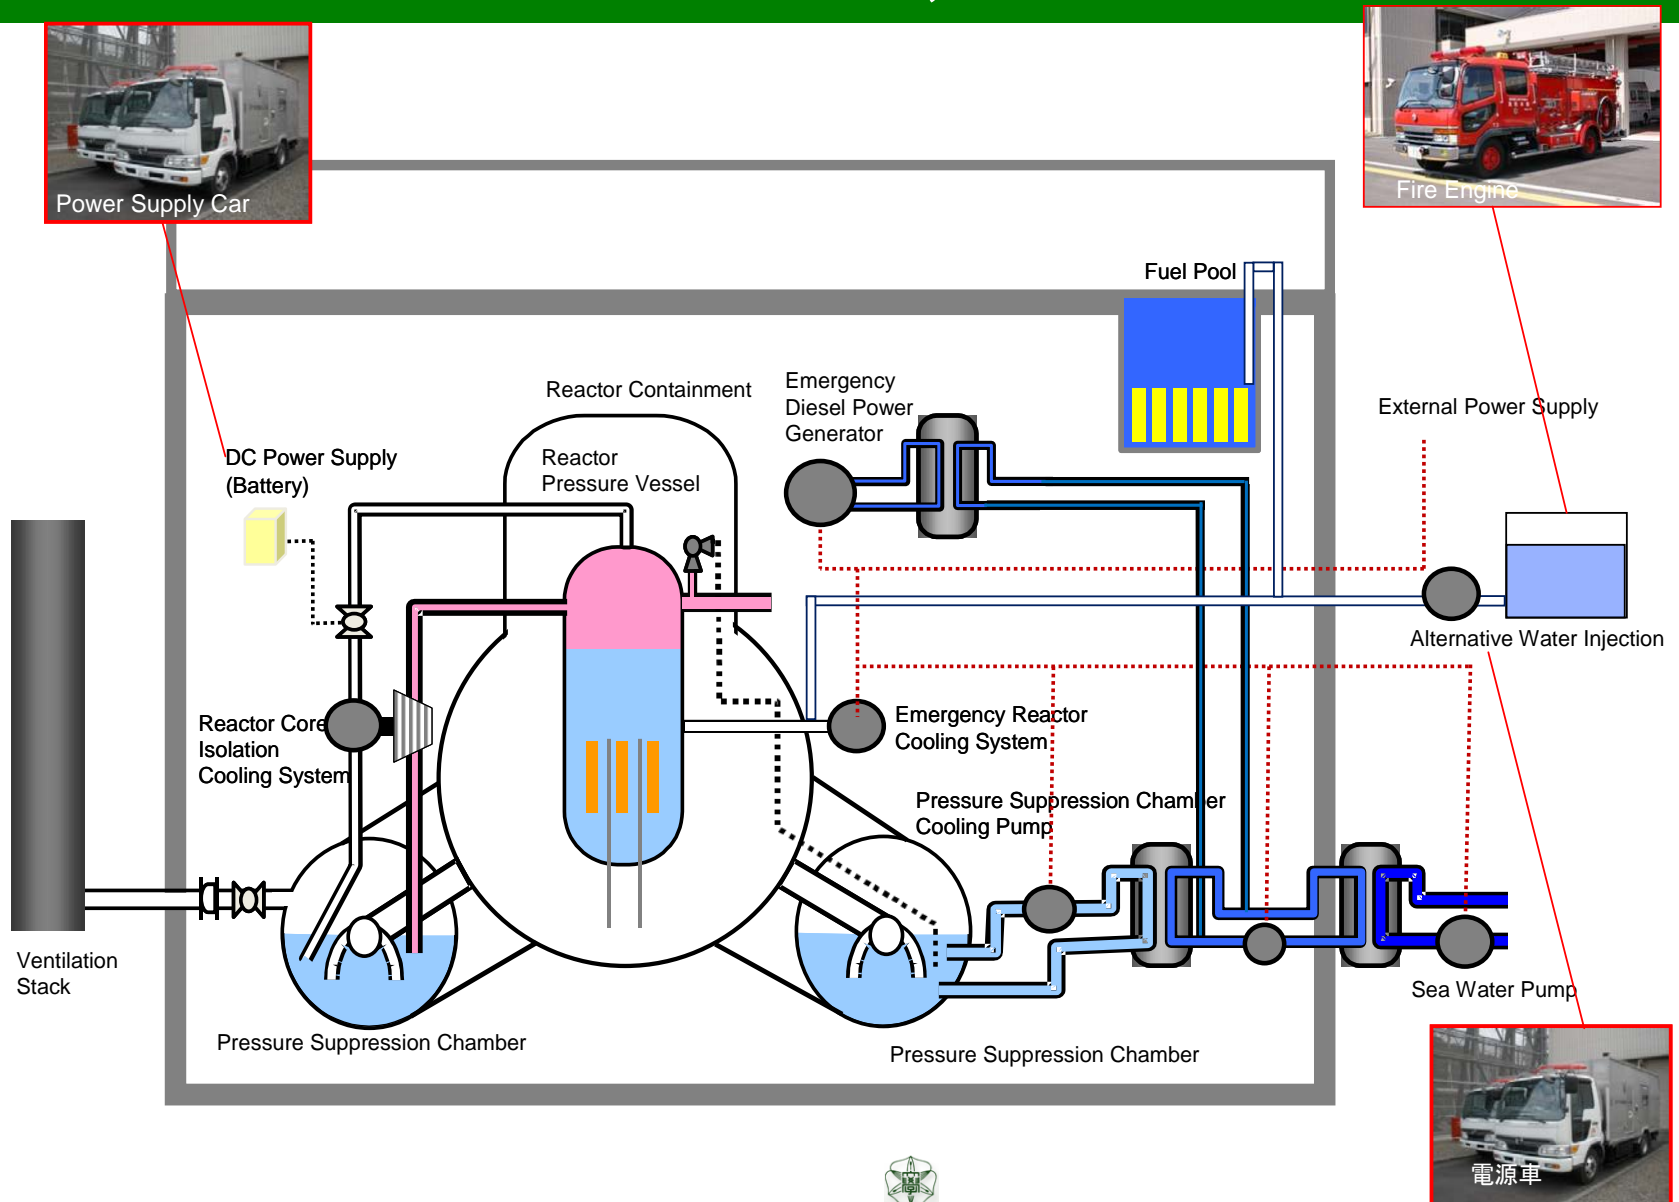 Power Supply Car
Fire Engine
Fuel Pool
Reactor Containment
Emergency
Diesel Power
Generator
External Power Supply
DC Power Supply
(Battery)
Reactor
Pressure Vessel
Alternative Water Injection
Reactor Core
Isolation
Cooling System
Emergency Reactor
Cooling System
Pressure Suppression Chamber
Cooling Pump
Ventilation
Stack
Sea Water Pump
Pressure Suppression Chamber
Pressure Suppression Chamber
電源車